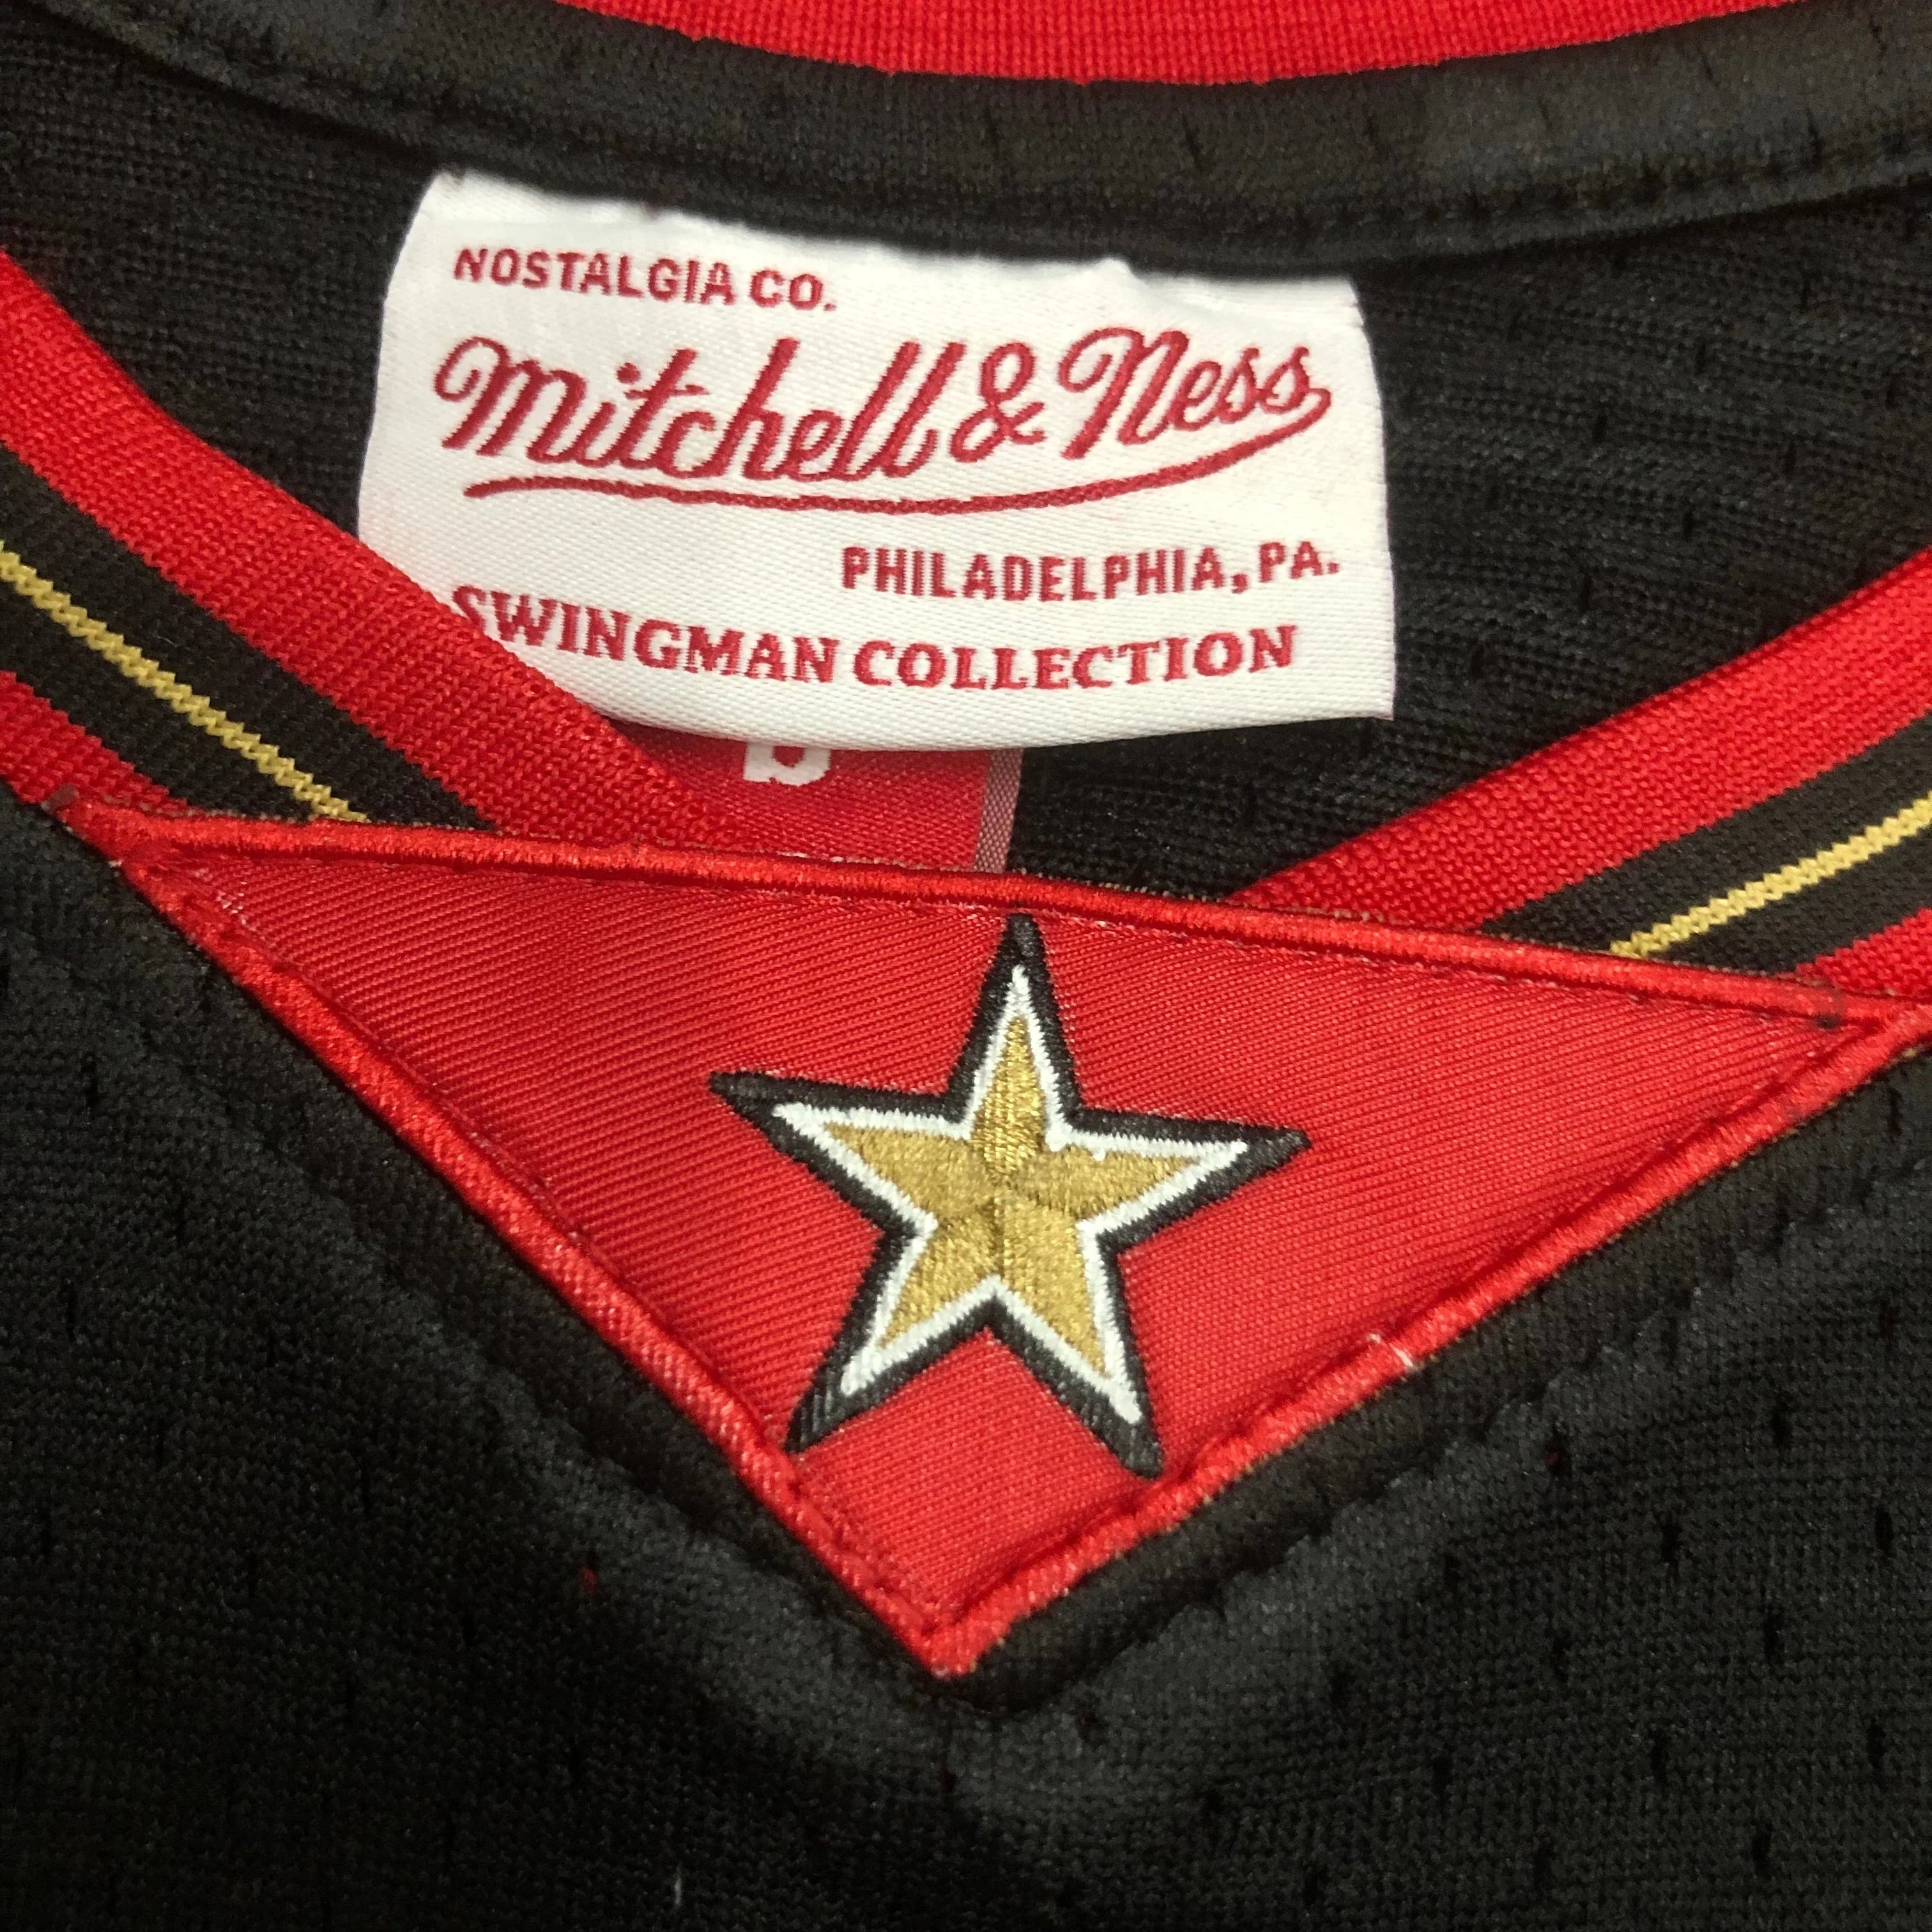 NOSTALGIA CO.
Mitchell & Ness
PHILADELPHIA, PA.
SWINGMAN COLLECTION